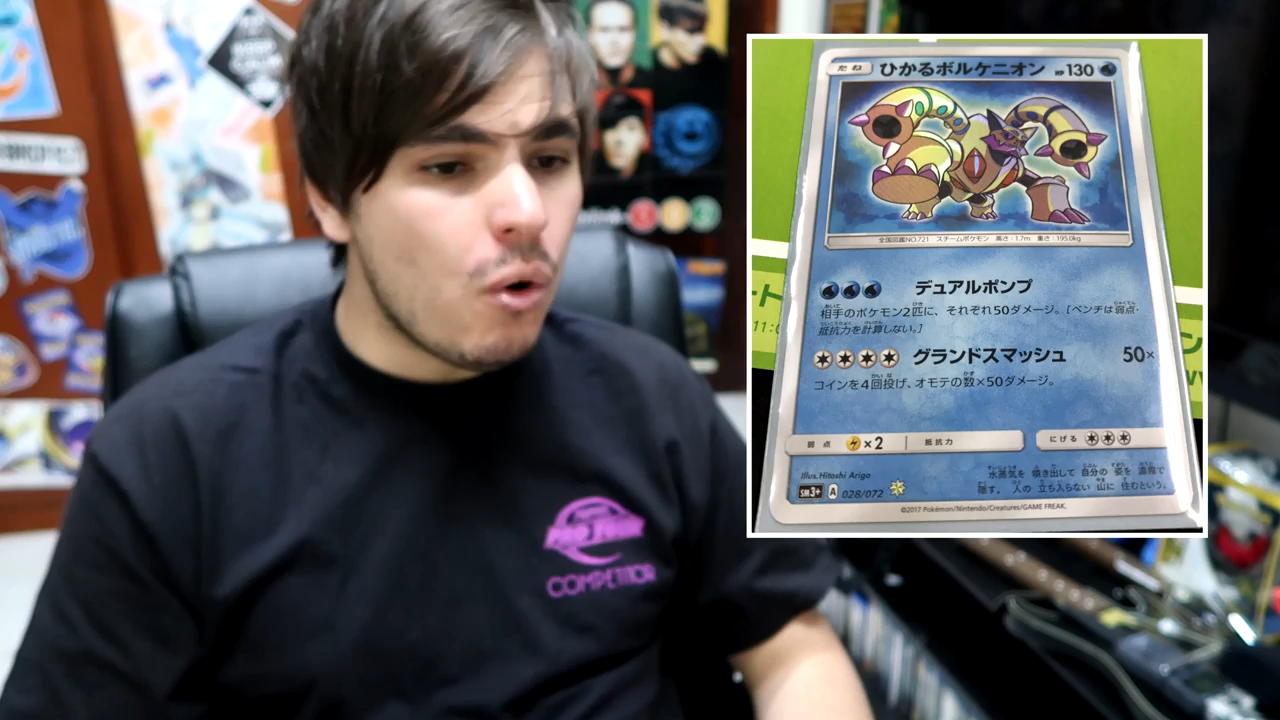 KEEP
CALM
PRO TOUR
COMPETITOR
たね ひかるボルケニオン HP130
全国図鑑NO.721 スチームポケモン 高さ:1.7m 重さ:195.0kg
デュアルポンプ
相手のポケモン2匹に、それぞれ50ダメージ。[ベンチは弱点・
抵抗力を計算しない。]
グランドスマッシュ 50×
コインを4回投げ、オモテの数×50ダメージ。
弱点 ×2 抵抗力 にげる
Illus.Hitoshi Arigo
水蒸気を 噴き出して 自分の 姿を 濃霧で
隠す。 人の 立ち入らない 山に 住むという。
SM3+ A 028/072
©2017 Pokémon/Nintendo/Creatures/GAME FREAK.